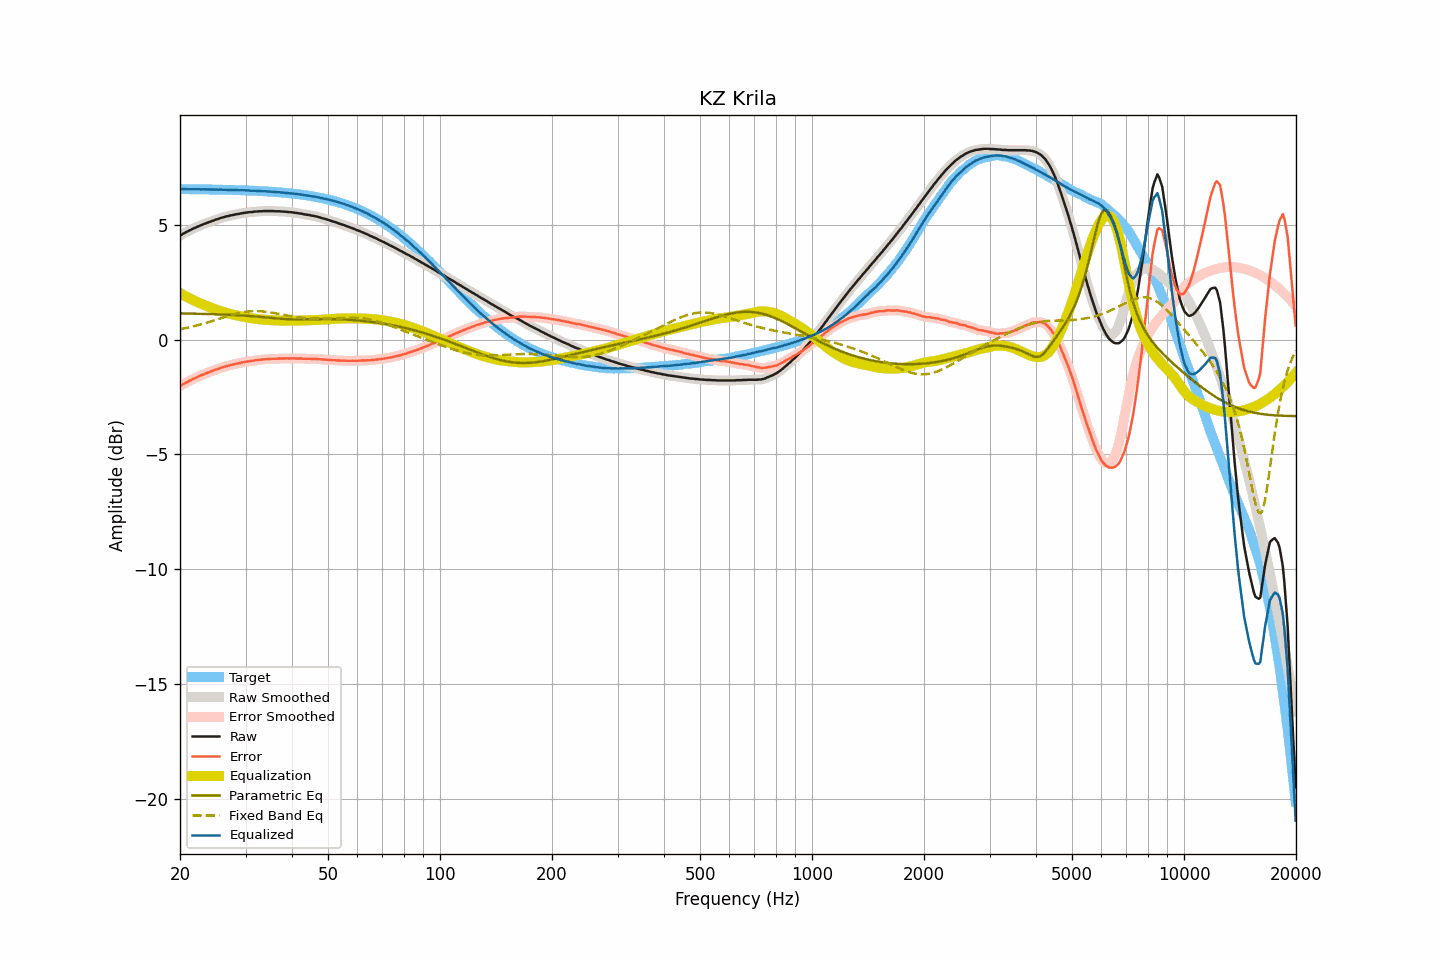 KZ Krila
Amplitude (dBr)
5
0
−5
−10
−15
−20
Target
Raw Smoothed
Error Smoothed
Raw
Error
Equalization
Parametric Eq
Fixed Band Eq
Equalized
20 50 100 200 500 1000 2000 5000 10000 20000
Frequency (Hz)